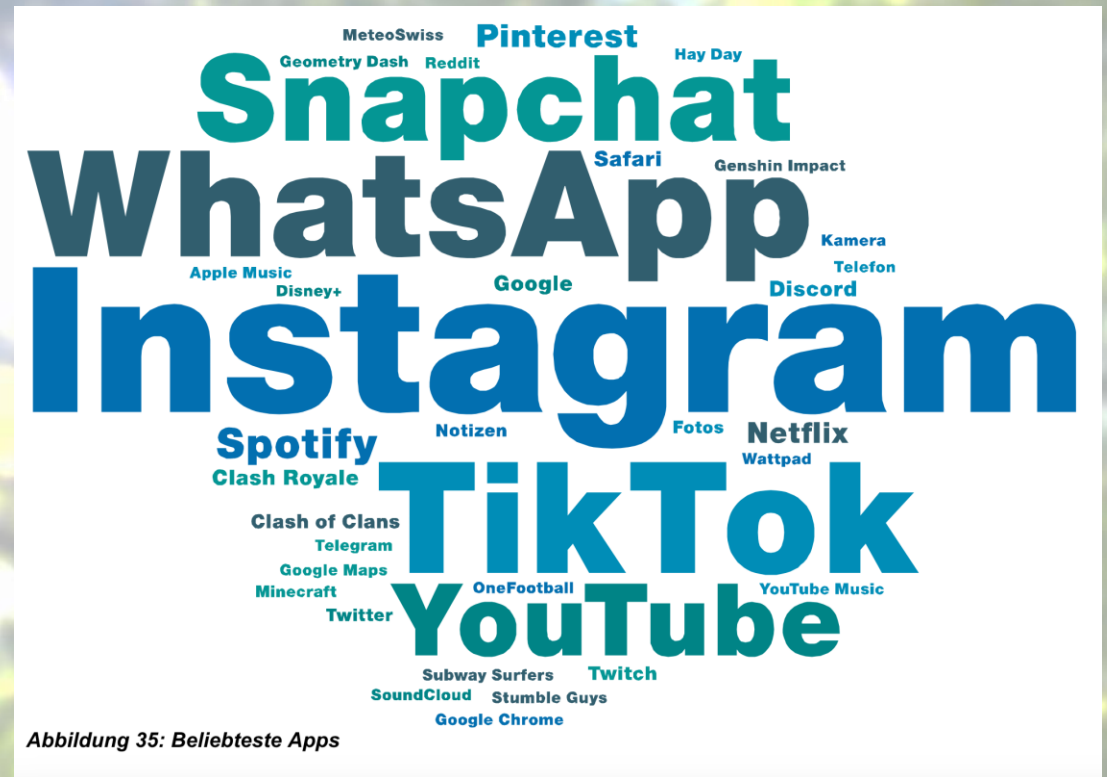 MeteoSwiss
Pinterest
Geometry Dash
Reddit
Hay Day
Snapchat
Safari
Genshin Impact
WhatsApp
Kamera
Apple Music
Telefon
Disney+
Google
Discord
Instagram
Spotify
Notizen
Fotos
Netflix
Wattpad
Clash Royale
TikTok
Clash of Clans
Telegram
Google Maps
Minecraft
OneFootball
YouTube Music
Twitter
YouTube
Subway Surfers
Twitch
SoundCloud
Stumble Guys
Google Chrome
Abbildung 35: Beliebteste Apps